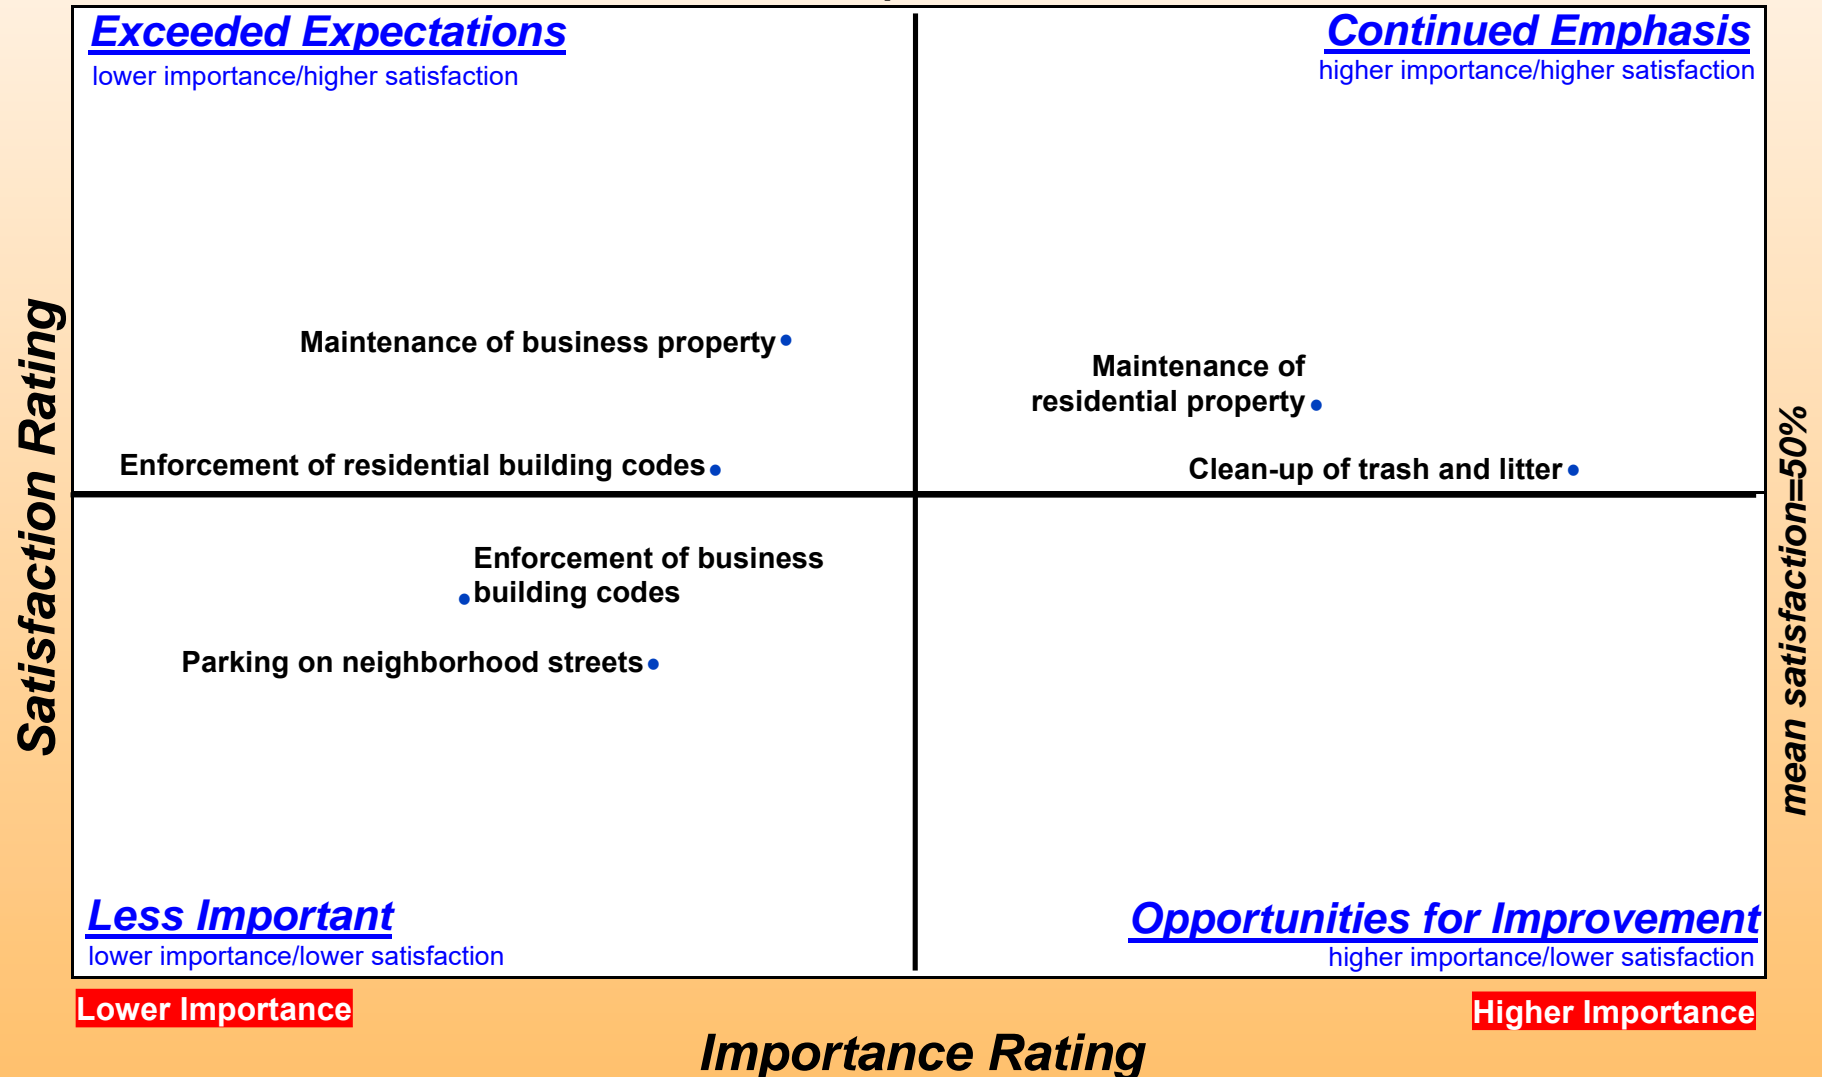 Exceeded Expectations
lower importance/higher satisfaction
Continued Emphasis
higher importance/higher satisfaction
Maintenance of business property
Maintenance of
residential property
Enforcement of residential building codes
Clean-up of trash and litter
Enforcement of business
building codes
Parking on neighborhood streets
Satisfaction Rating
mean satisfaction=50%
Less Important
lower importance/lower satisfaction
Opportunities for Improvement
higher importance/lower satisfaction
Lower Importance
Higher Importance
Importance Rating